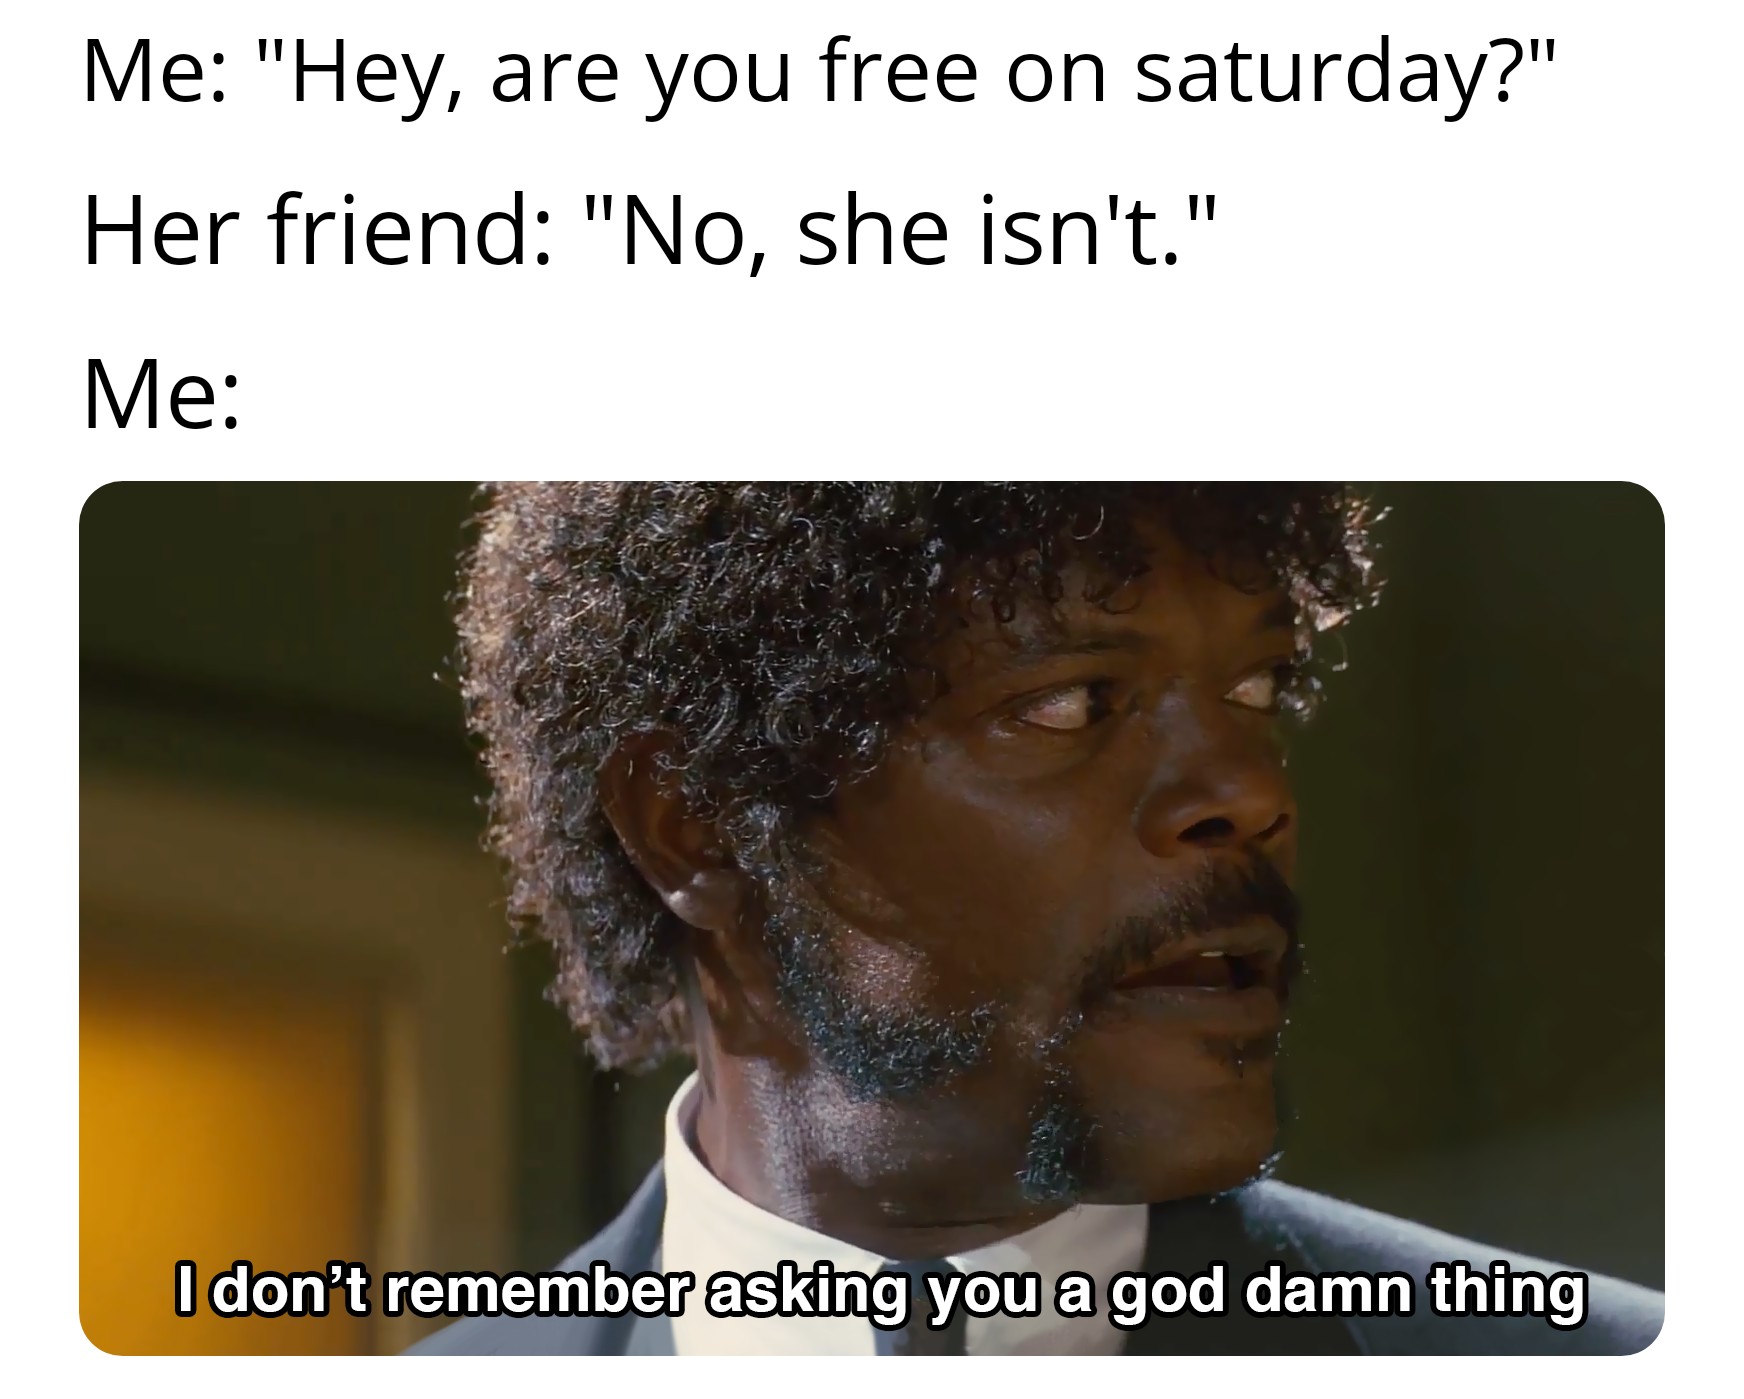 Me: "Hey, are you free on saturday?"
Her friend: "No, she isn't."
Me:
I don’t remember asking you a god damn thing